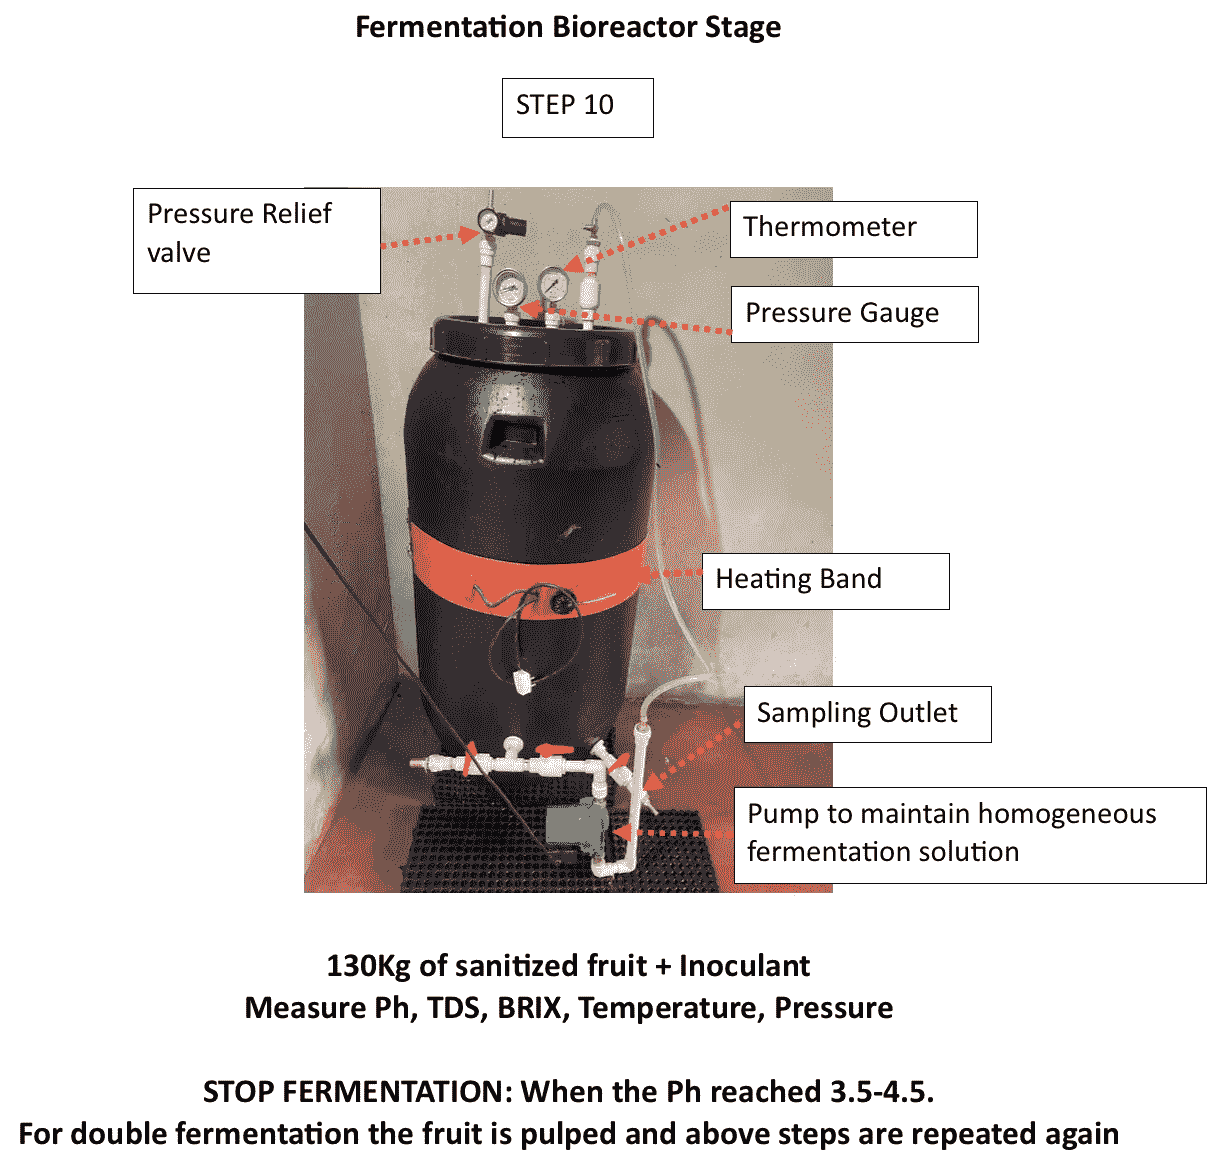 Fermentation Bioreactor Stage
STEP 10
Pressure Relief
valve
Thermometer
Pressure Gauge
Heating Band
Sampling Outlet
Pump to maintain homogeneous
fermentation solution
130Kg of sanitized fruit + Inoculant
Measure Ph, TDS, BRIX, Temperature, Pressure
STOP FERMENTATION: When the Ph reached 3.5-4.5.
For double fermentation the fruit is pulped and above steps are repeated again